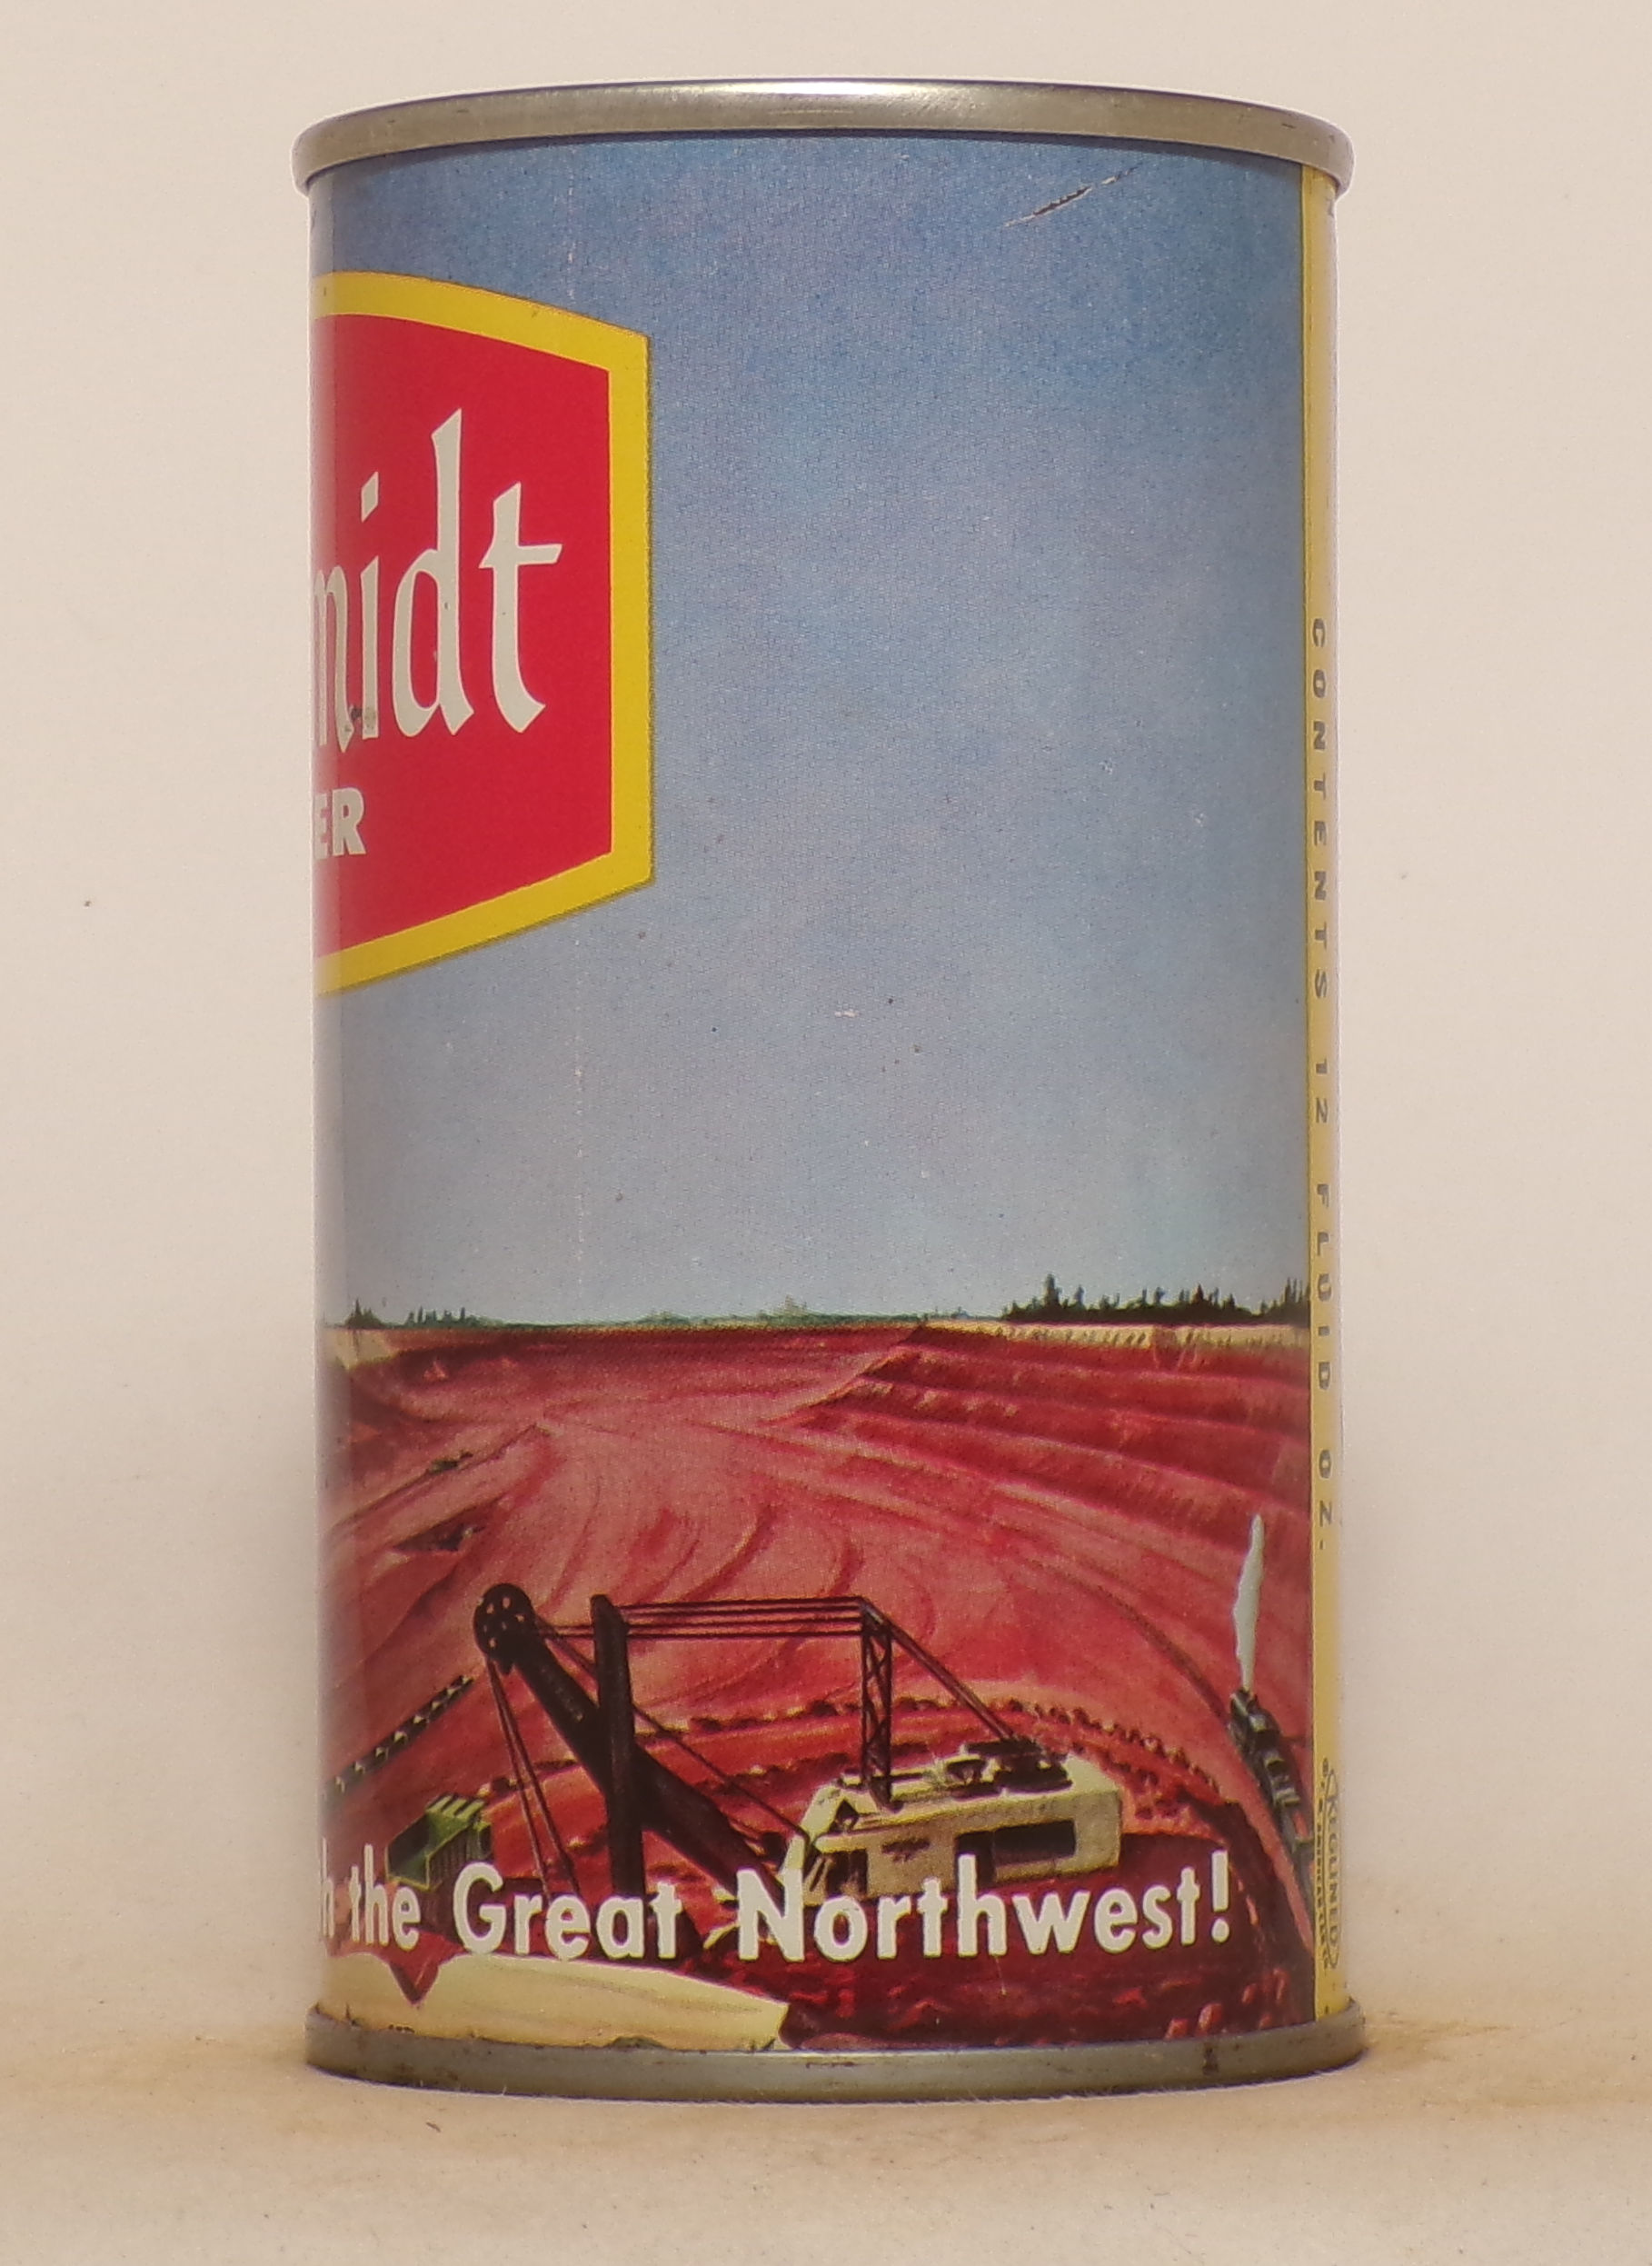 midt
ER
h the Great Northwest!
CONTENTS 12 FLUID OZ.